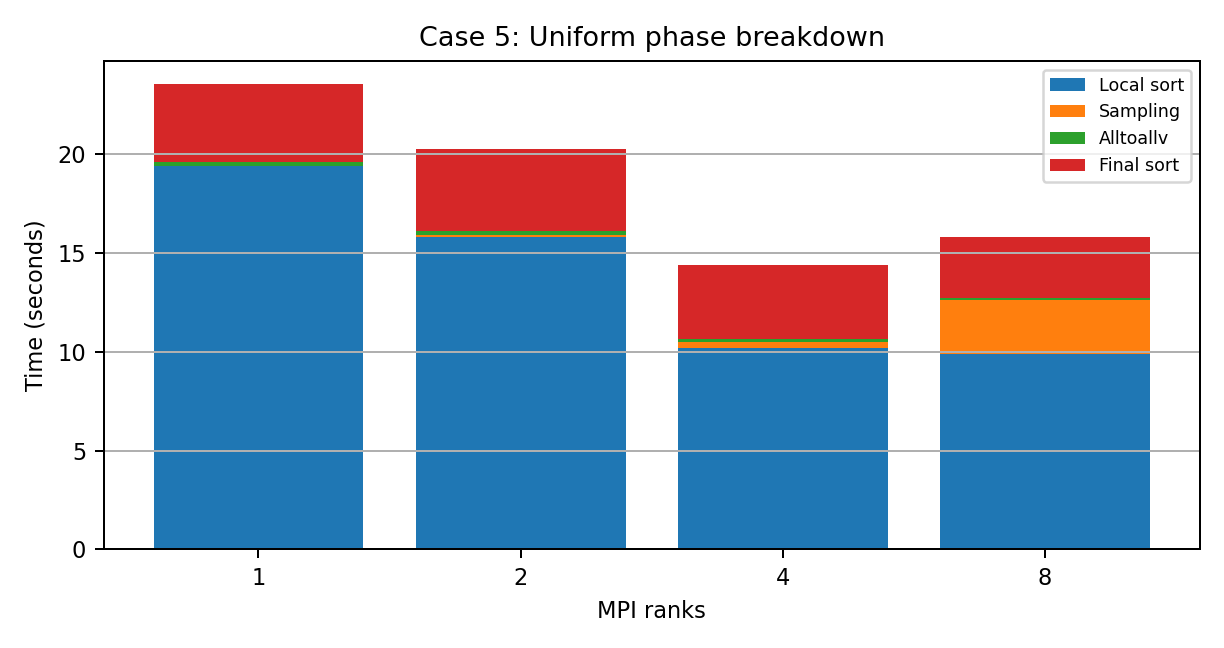 Case 5: Uniform phase breakdown
Local sort
Sampling
Alltoallv
Final sort
Time (seconds)
20
15
10
5
0
1 2 4 8
MPI ranks